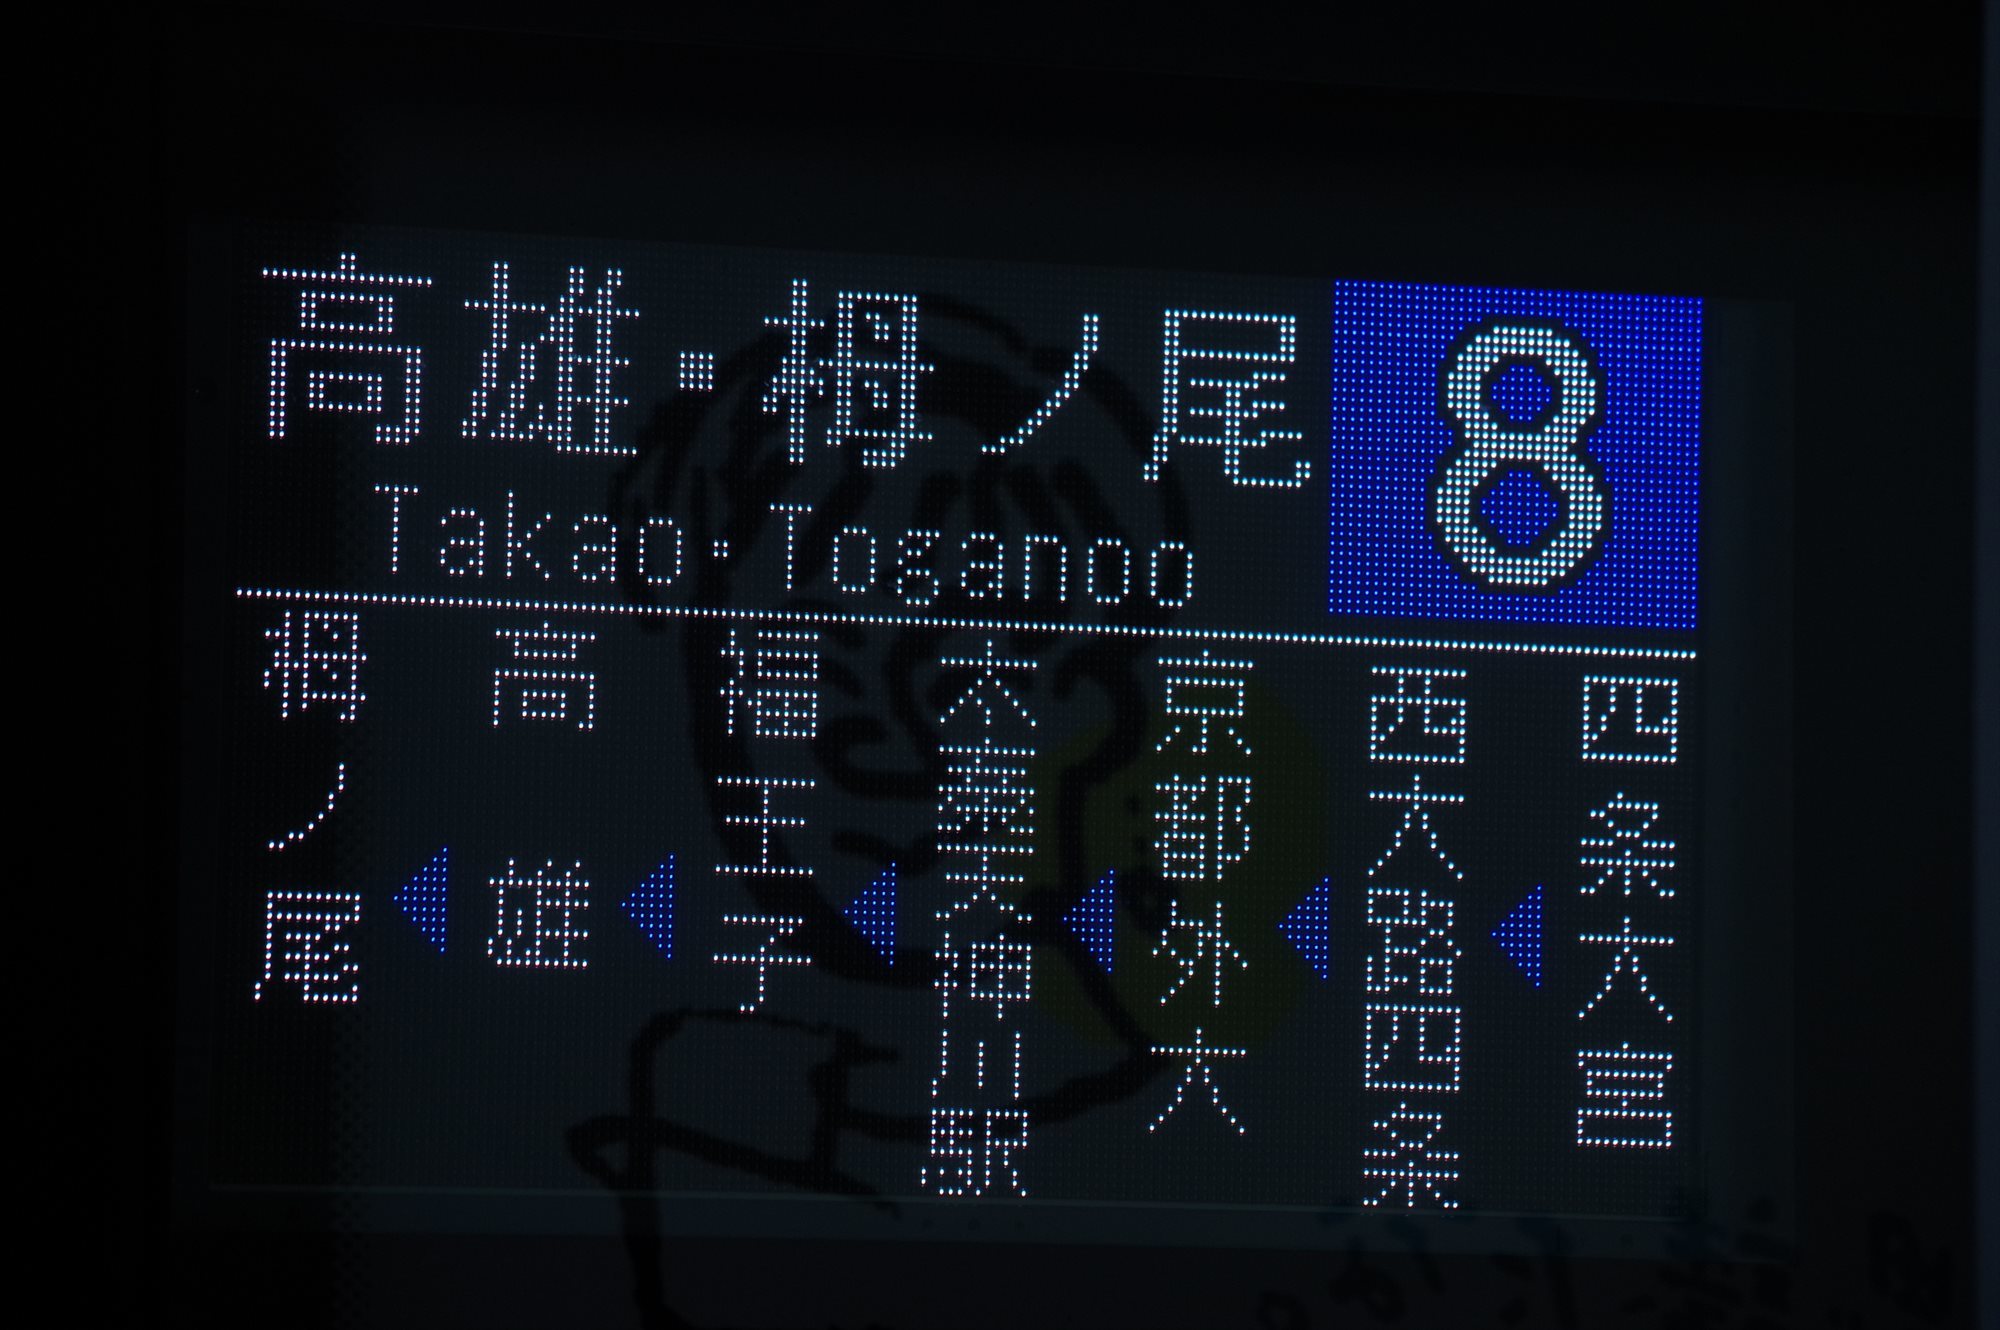 高雄・栂ノ尾
8
Takao・Toganoo
四条大宮
西大路四条
京都外大
太秦天神川駅
福王子
高雄
栂ノ尾